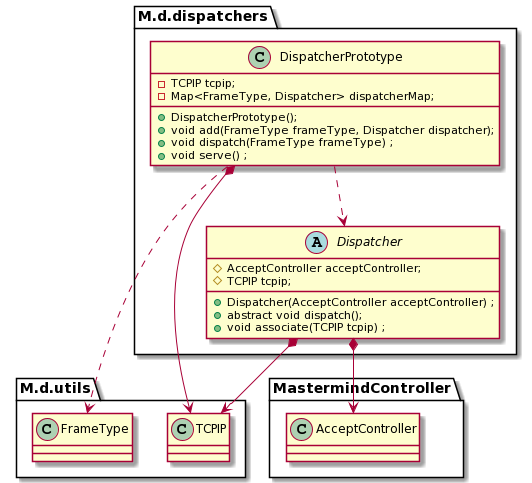 M.d.dispatchers
C DispatcherPrototype
TCPIP tcpip;
Map<FrameType, Dispatcher> dispatcherMap;
DispatcherPrototype();
void add(FrameType frameType, Dispatcher dispatcher);
void dispatch(FrameType frameType) ;
void serve() ;
A Dispatcher
AcceptController acceptController;
TCPIP tcpip;
Dispatcher(AcceptController acceptController) ;
abstract void dispatch();
void associate(TCPIP tcpip) ;
M.d.utils
C FrameType
C TCPIP
MastermindController
C AcceptController